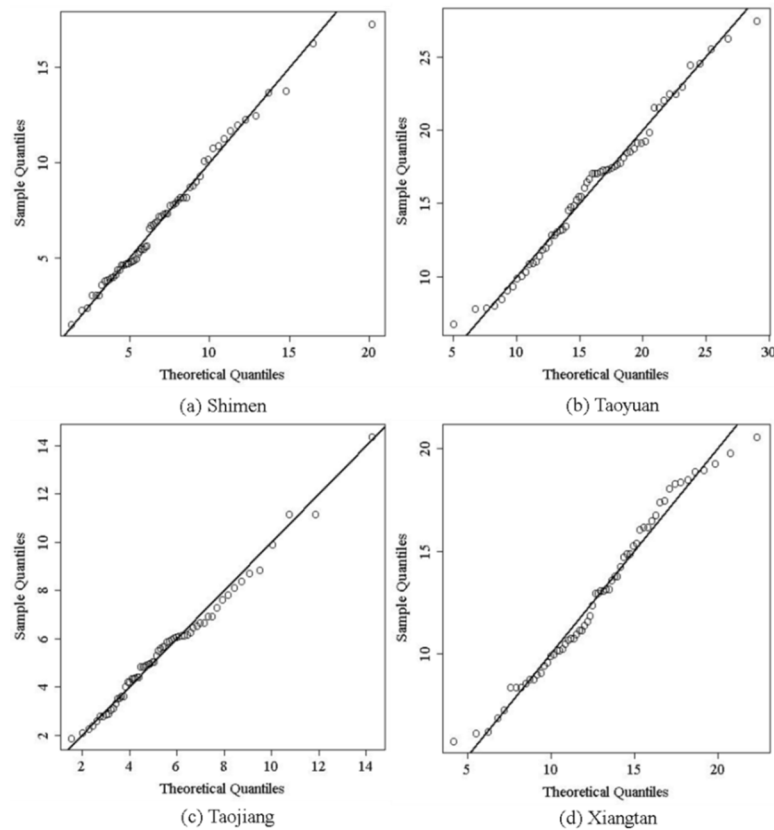 15
10
5
Sample Quantiles
5 10 15 20
Theoretical Quantiles
(a) Shimen
25
20
15
10
Sample Quantiles
5 10 15 20 25 30
Theoretical Quantiles
(b) Taoyuan
14
12
10
8
6
4
2
Sample Quantiles
2 4 6 8 10 12 14
Theoretical Quantiles
(c) Taojiang
20
15
10
Sample Quantiles
5 10 15 20
Theoretical Quantiles
(d) Xiangtan